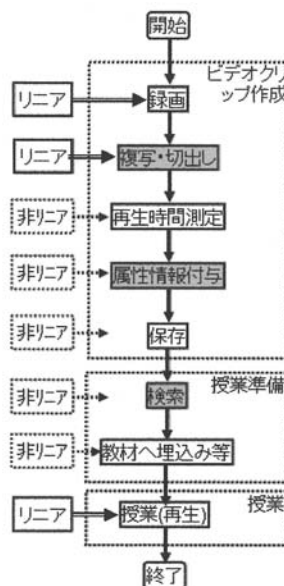 開始
ビデオクリ
ップ作成
リニア
録画
リニア
複写・切出し
非リニア
再生時間測定
非リニア
属性情報付与
非リニア
保存
授業準備
非リニア
検索
非リニア
教材へ埋込み等
授業
リニア
授業(再生)
終了